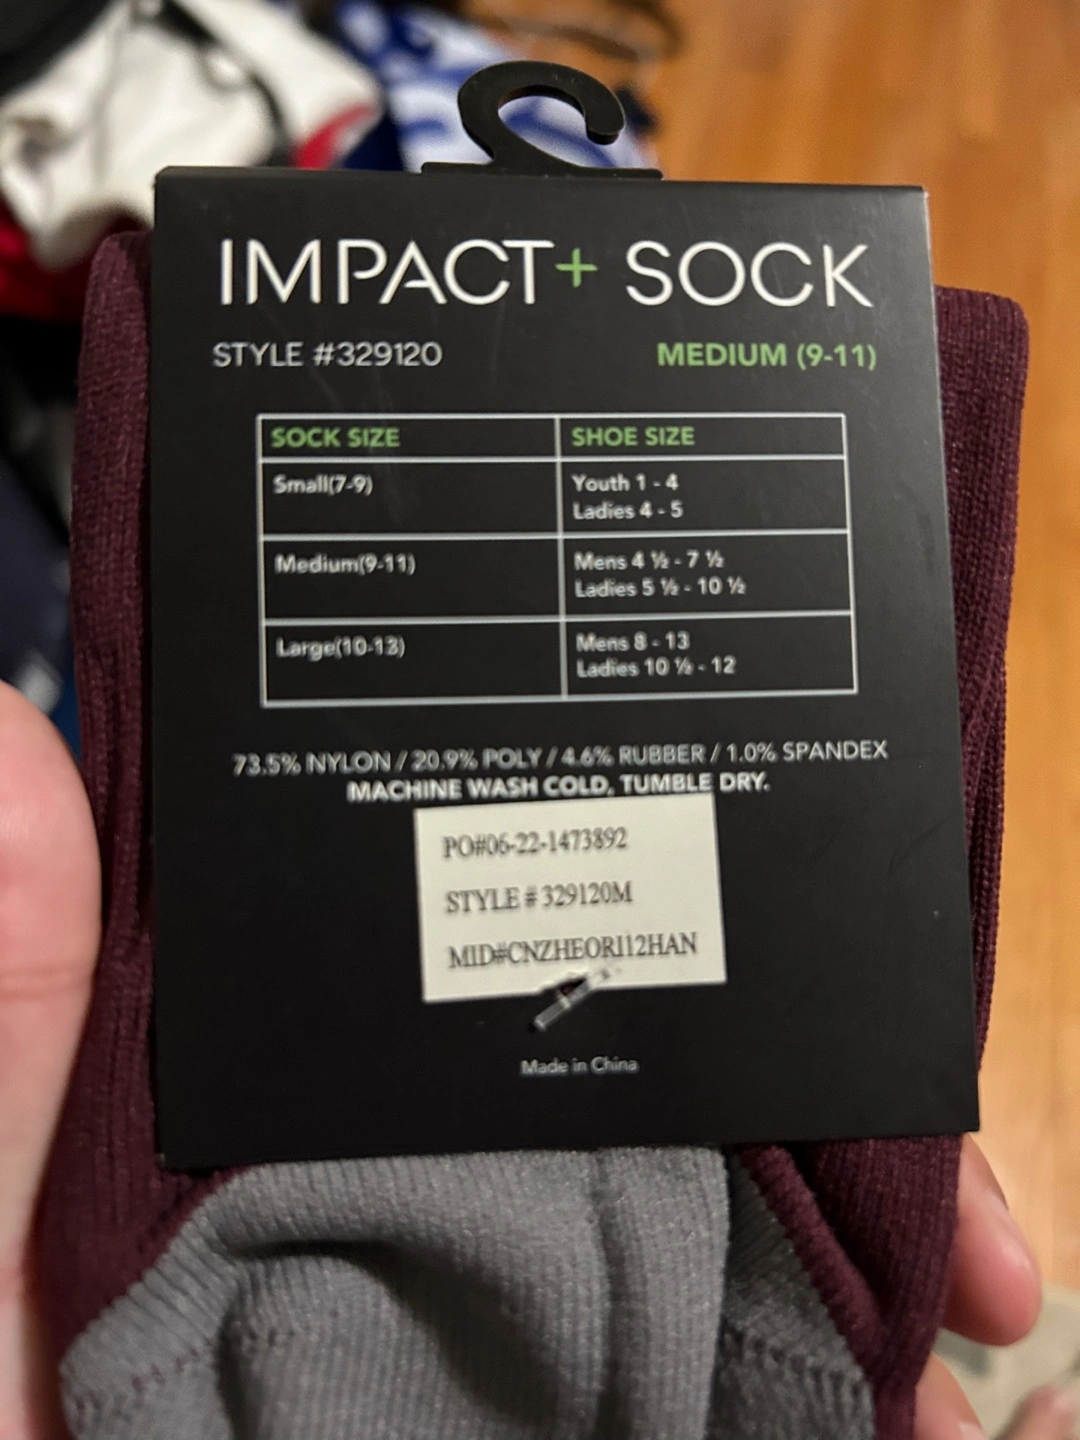 IMPACT+ SOCK
STYLE #329120 MEDIUM (9-11)
SOCK SIZE SHOE SIZE
Small(7-9) Youth 1 - 4
Ladies 4 - 5
Medium(9-11) Mens 4 ½ - 7 ½
Ladies 5 ½ - 10 ½
Large(10-13) Mens 8 - 13
Ladies 10 ½ - 12
73.5% NYLON / 20.9% POLY / 4.6% RUBBER / 1.0% SPANDEX
MACHINE WASH COLD, TUMBLE DRY.
PO#06-22-1473892
STYLE # 329120M
MID#CNZHEORI12HAN
Made in China